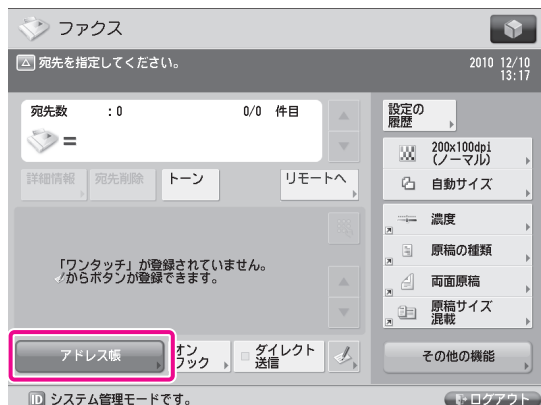 ファクス
宛先を指定してください。
2010 12/10
13:17
宛先数 :0 0/0 件目
=
詳細情報 宛先削除 トーン リモートへ
「ワンタッチ」が登録されていません。
からボタンが登録できます。
アドレス帳
オン
フック
ダイレクト
送信
設定の
履歴
200x100dpi
(ノーマル)
自動サイズ
濃度
原稿の種類
両面原稿
原稿サイズ
混載
その他の機能
ID システム管理モードです。
ログアウト